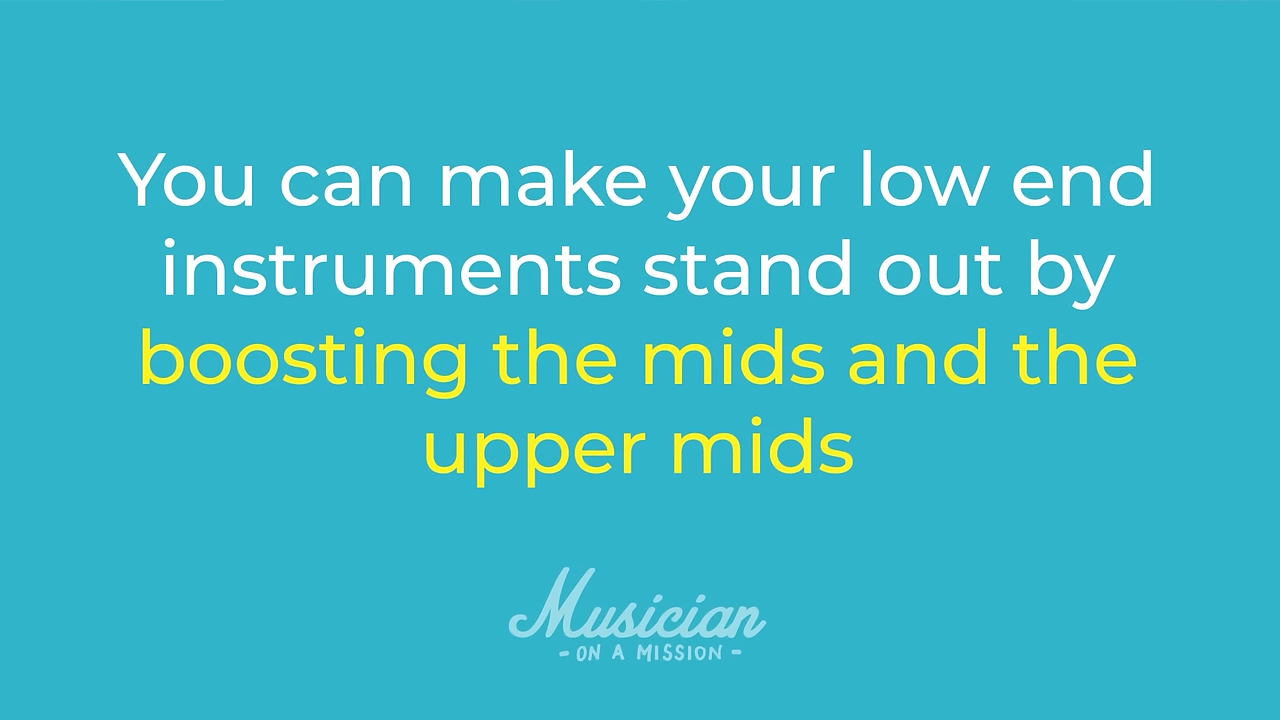 You can make your low end
instruments stand out by
boosting the mids and the
upper mids
Musician
- ON A MISSION -